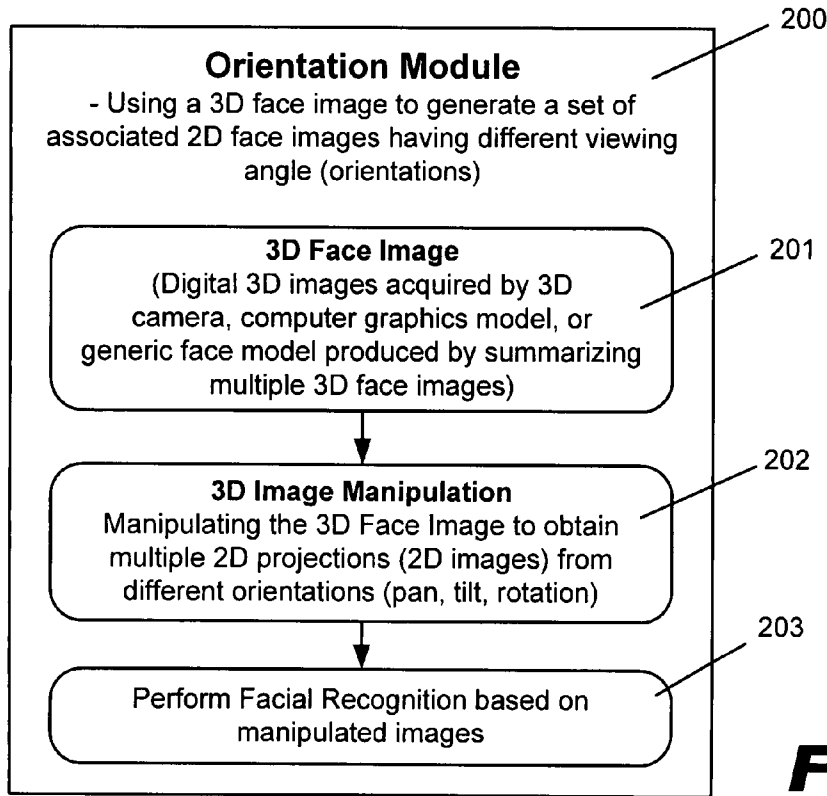 200
Orientation Module
- Using a 3D face image to generate a set of
associated 2D face images having different viewing
angle (orientations)
3D Face Image
201
(Digital 3D images acquired by 3D
camera, computer graphics model, or
generic face model produced by summarizing
multiple 3D face images)
202
3D Image Manipulation
Manipulating the 3D Face Image to obtain
multiple 2D projections (2D images) from
different orientations (pan, tilt, rotation)
203
Perform Facial Recognition based on
manipulated images